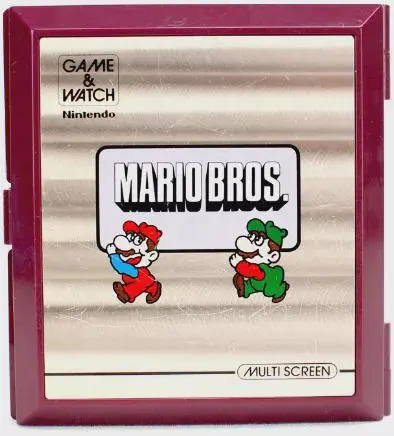 GAME
&
WATCH
Nintendo
MARIO BROS.
MULTI SCREEN